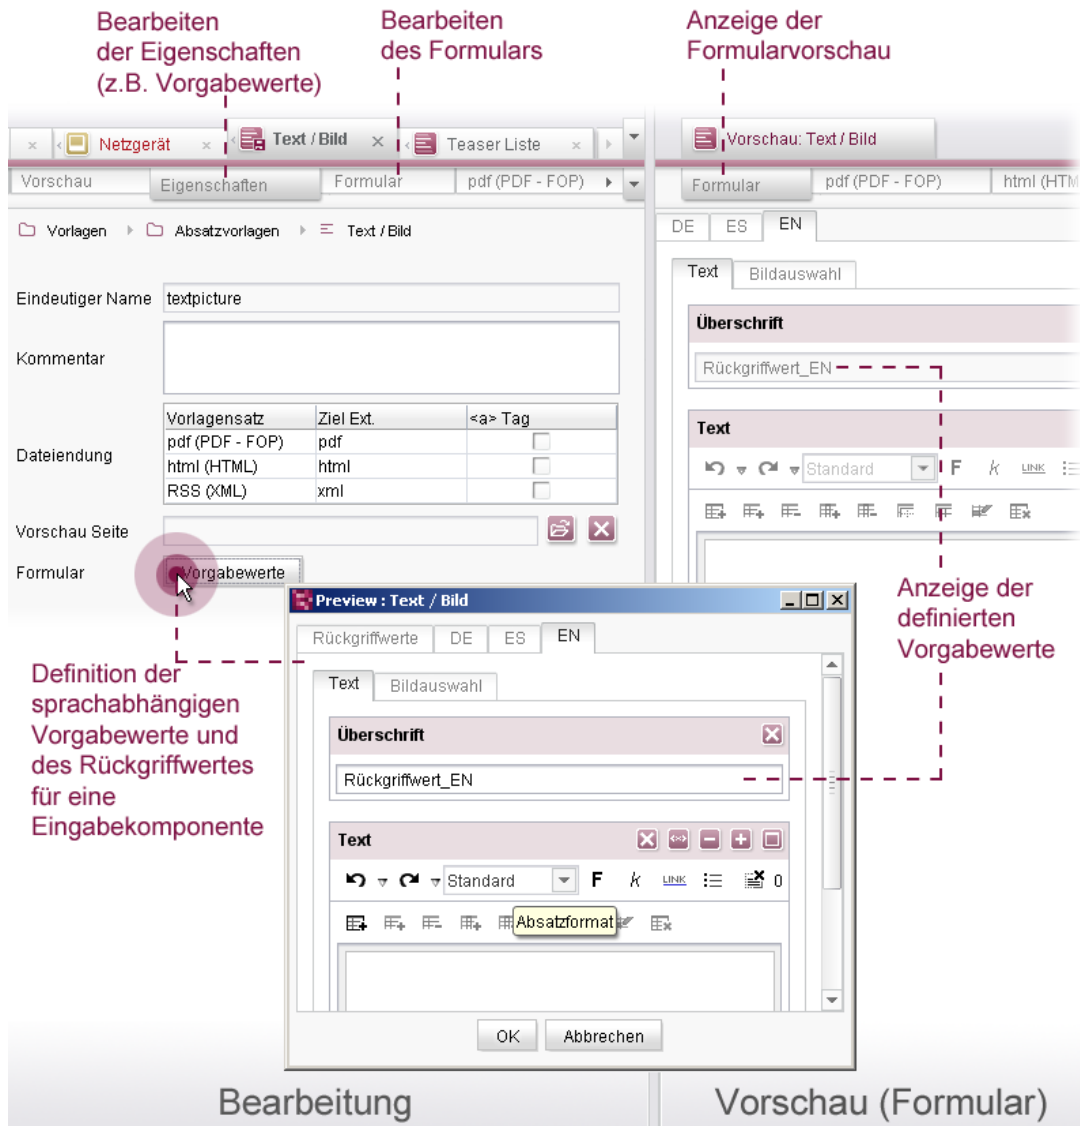 Bearbeiten
der Eigenschaften
(z.B. Vorgabewerte)
Bearbeiten
des Formulars
Anzeige der
Formularvorschau
Netzgerät
Text / Bild
Teaser Liste
Vorschau: Text / Bild
Vorschau
Eigenschaften
Formular
pdf (PDF - FOP)
Formular
pdf (PDF - FOP)
html (HTM
Vorlagen
Absatzvorlagen
Text / Bild
DE
ES
EN
Text
Bildauswahl
Eindeutiger Name
textpicture
Überschrift
Kommentar
Rückgriffwert_EN
Dateiendung
Vorlagensatz
Ziel Ext.
<a> Tag
pdf (PDF - FOP)
pdf
html (HTML)
html
RSS (XML)
xml
Text
Standard
F
k
LINK
Vorschau Seite
Formular
Vorgabewerte
Anzeige der
definierten
Vorgabewerte
Definition der
sprachabhängigen
Vorgabewerte und
des Rückgriffwertes
für eine
Eingabekomponente
Preview : Text / Bild
Rückgriffwerte
DE
ES
EN
Text
Bildauswahl
Überschrift
Rückgriffwert_EN
Text
Standard
F
k
LINK
0
Absatzformat
OK
Abbrechen
Bearbeitung
Vorschau (Formular)